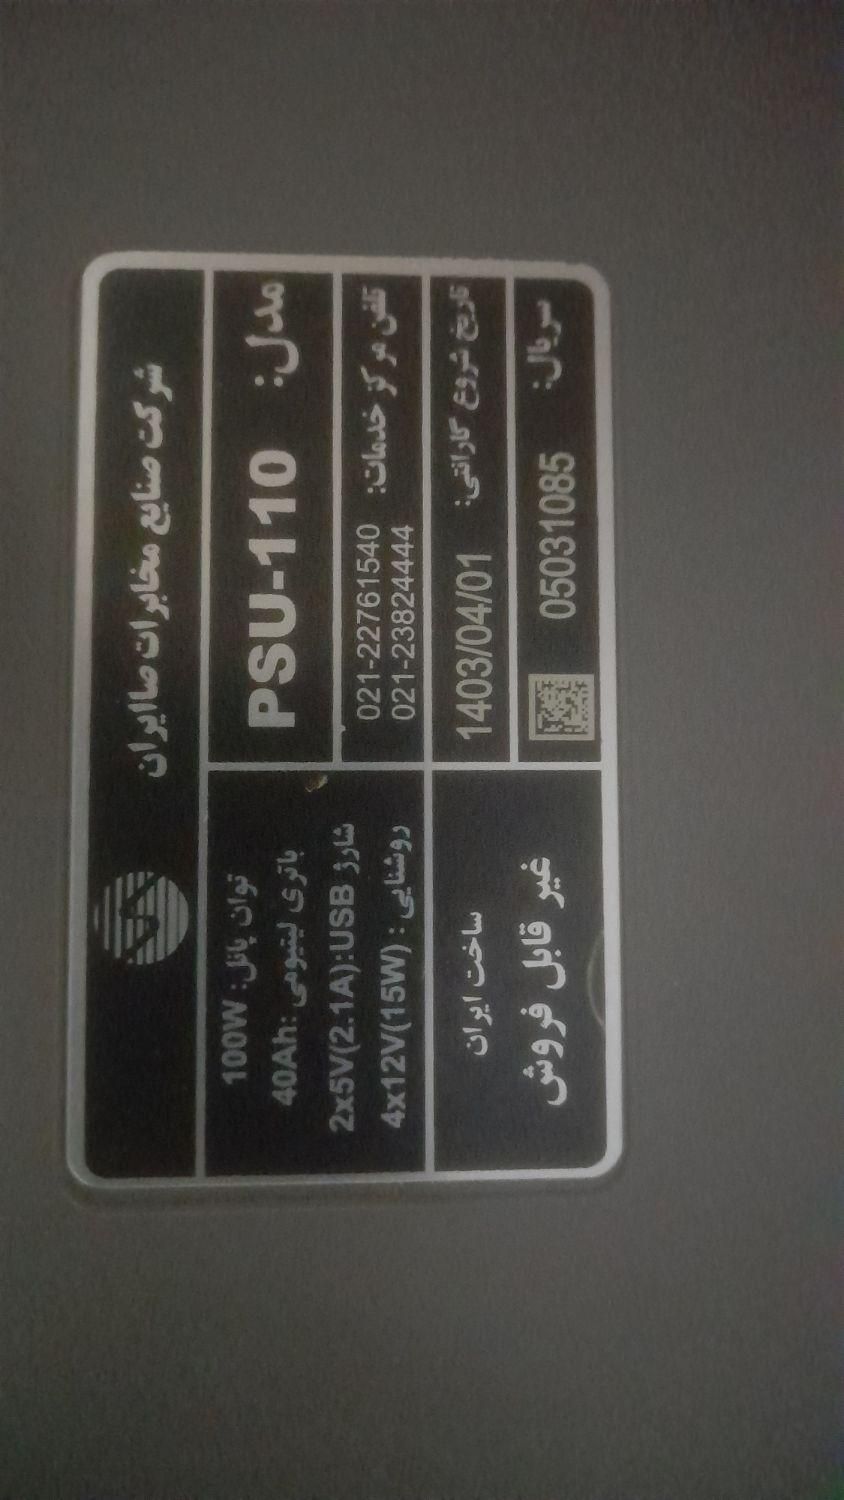 شرکت صنایع مخابرات صاایران
مدل: PSU-110
تلفن مرکز خدمات: 021-22761540
021-23824444
تاریخ شروع گارانتی: 1403/04/01
سریال: 05031085
توان پانل: 100W
باتری لیتیومی: 40Ah
شارژ USB: 2x5V(2.1A)
روشنایی : 4x12V(15W)
ساخت ایران
غیر قابل فروش